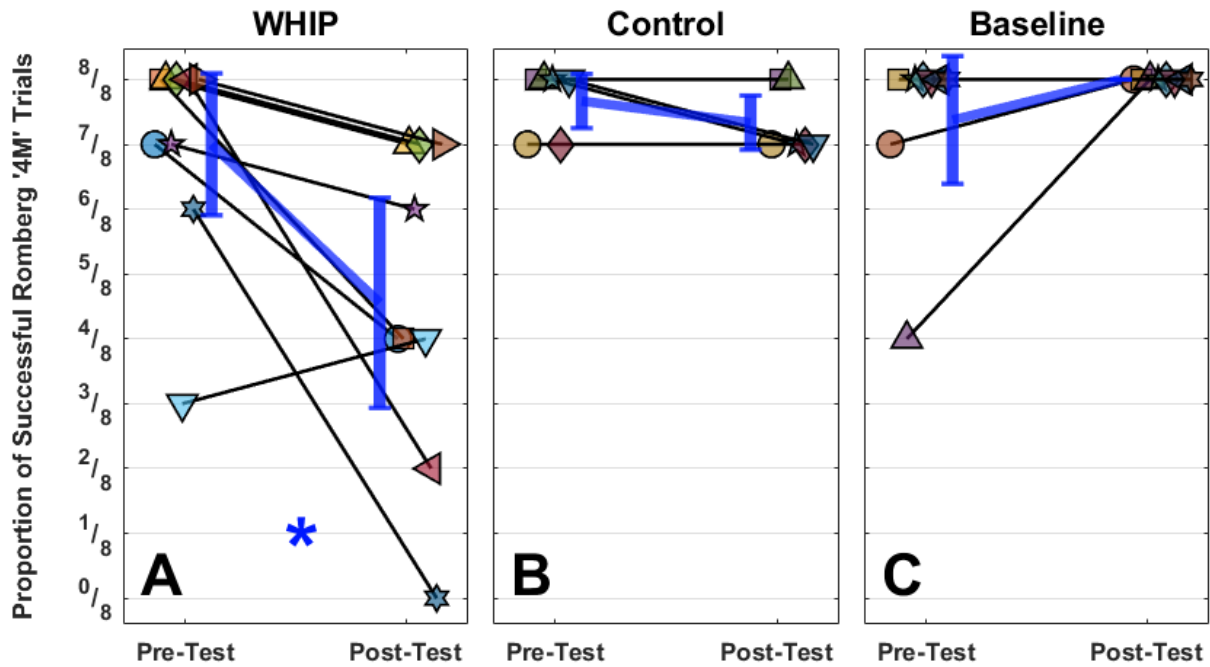 WHIP Control Baseline
Proportion of Successful Romberg '4M' Trials
8/8
7/8
6/8
5/8
4/8
3/8
2/8
1/8
0/8
*
A B C
Pre-Test Post-Test Pre-Test Post-Test Pre-Test Post-Test